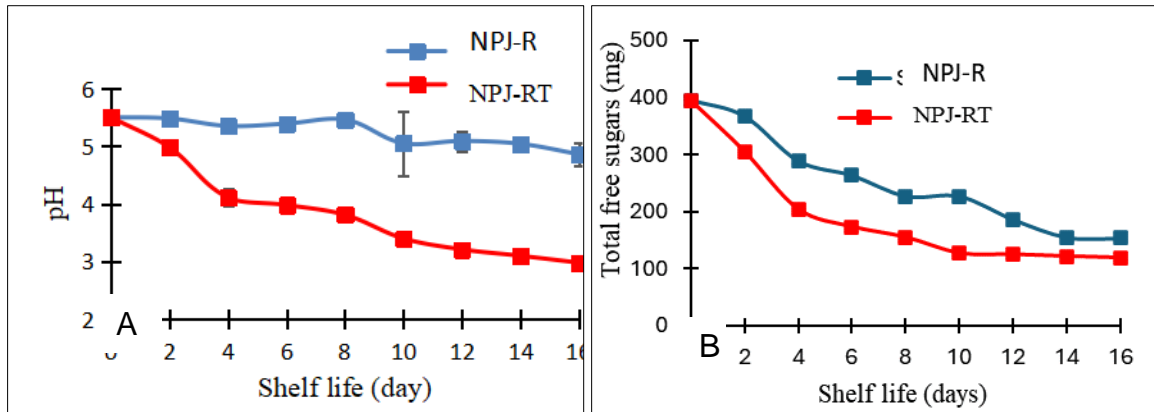 NPJ-R
NPJ-RT
6
5
4
3
2
pH
A
2 4 6 8 10 12 14 16
Shelf life (day)
500
400
300
200
100
0
Total free sugars (mg)
NPJ-R
NPJ-RT
B
2 4 6 8 10 12 14 16
Shelf life (days)